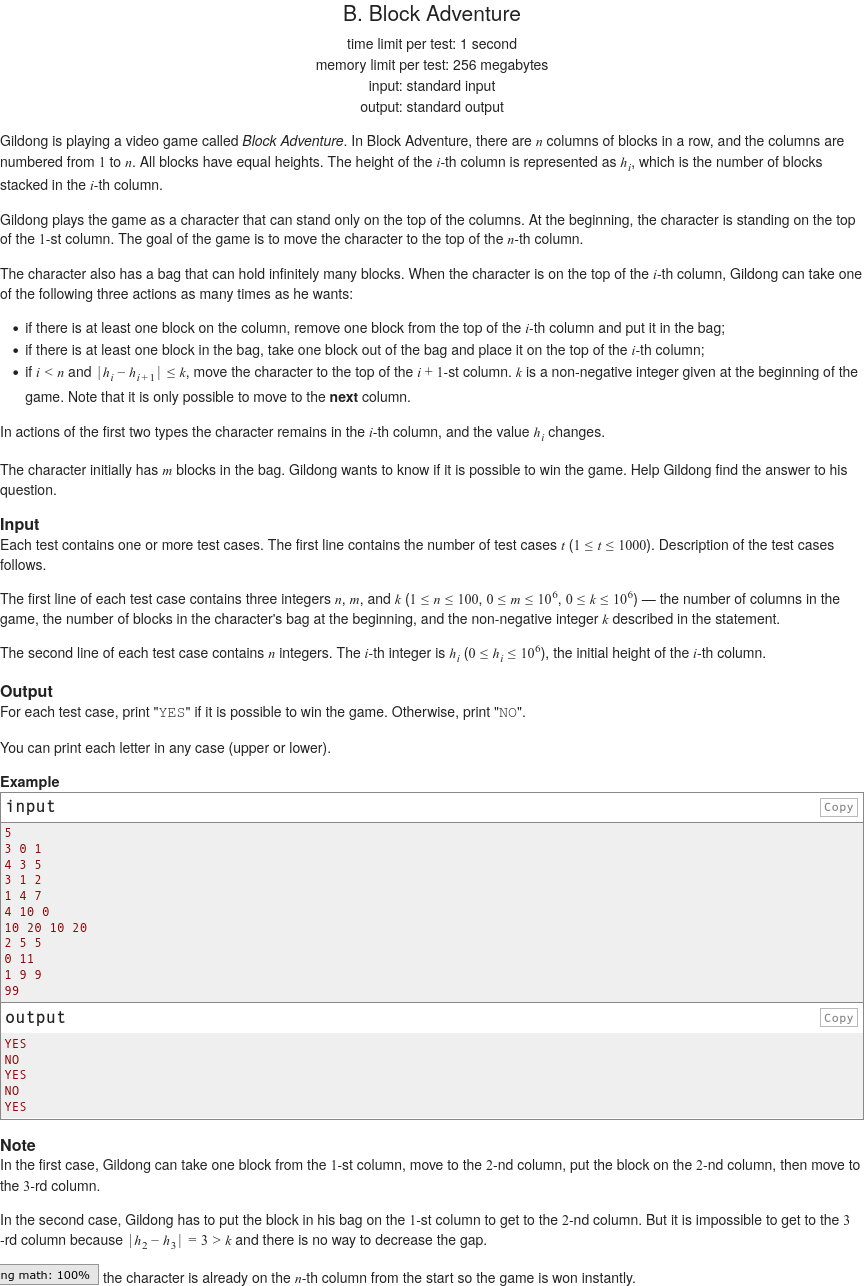 B. Block Adventure
time limit per test: 1 second
memory limit per test: 256 megabytes
input: standard input
output: standard output
Gildong is playing a video game called Block Adventure. In Block Adventure, there are n columns of blocks in a row, and the columns are
numbered from 1 to n. All blocks have equal heights. The height of the i-th column is represented as h_i, which is the number of blocks
stacked in the i-th column.
Gildong plays the game as a character that can stand only on the top of the columns. At the beginning, the character is standing on the top
of the 1-st column. The goal of the game is to move the character to the top of the n-th column.
The character also has a bag that can hold infinitely many blocks. When the character is on the top of the i-th column, Gildong can take one
of the following three actions as many times as he wants:
• if there is at least one block on the column, remove one block from the top of the i-th column and put it in the bag;
• if there is at least one block in the bag, take one block out of the bag and place it on the top of the i-th column;
• if i < n and |h_i − h_{i+1}| ≤ k, move the character to the top of the i + 1-st column. k is a non-negative integer given at the beginning of the
game. Note that it is only possible to move to the next column.
In actions of the first two types the character remains in the i-th column, and the value h_i changes.
The character initially has m blocks in the bag. Gildong wants to know if it is possible to win the game. Help Gildong find the answer to his
question.
Input
Each test contains one or more test cases. The first line contains the number of test cases t (1 ≤ t ≤ 1000). Description of the test cases
follows.
The first line of each test case contains three integers n, m, and k (1 ≤ n ≤ 100, 0 ≤ m ≤ 10^6, 0 ≤ k ≤ 10^6) — the number of columns in the
game, the number of blocks in the character's bag at the beginning, and the non-negative integer k described in the statement.
The second line of each test case contains n integers. The i-th integer is h_i (0 ≤ h_i ≤ 10^6), the initial height of the i-th column.
Output
For each test case, print "YES" if it is possible to win the game. Otherwise, print "NO".
You can print each letter in any case (upper or lower).
Example
input Copy
5
3 0 1
4 3 5
3 1 2
1 4 7
4 10 0
10 20 10 20
2 5 5
0 11
1 9 9
99
output Copy
YES
NO
YES
NO
YES
Note
In the first case, Gildong can take one block from the 1-st column, move to the 2-nd column, put the block on the 2-nd column, then move to
the 3-rd column.
In the second case, Gildong has to put the block in his bag on the 1-st column to get to the 2-nd column. But it is impossible to get to the 3
-rd column because |h_2 − h_3| = 3 > k and there is no way to decrease the gap.
ng math: 100% the character is already on the n-th column from the start so the game is won instantly.